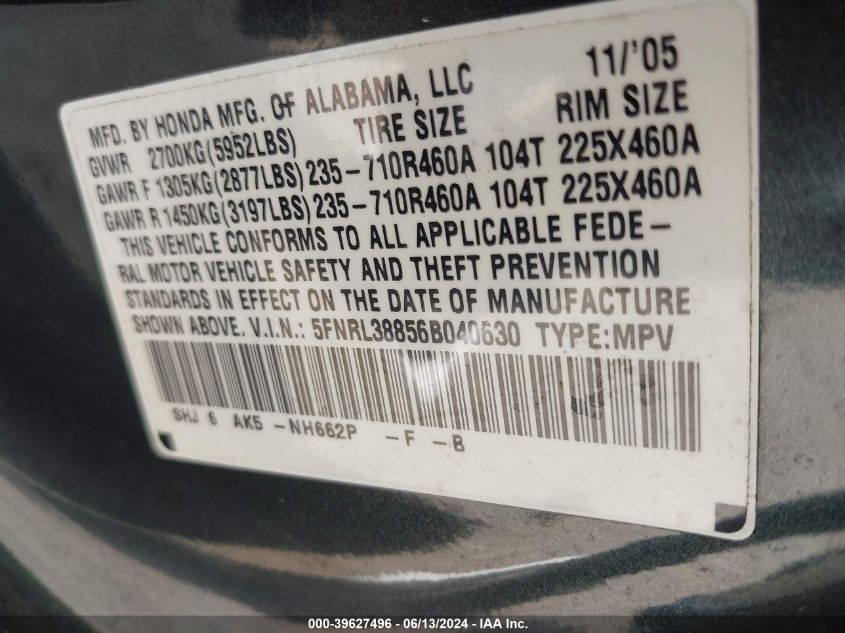 11/'05
MFD. BY HONDA MFG. OF ALABAMA, LLC
GVWR 2700KG(5952LBS) TIRE SIZE RIM SIZE
GAWR F 1305KG(2877LBS) 235-710R460A 104T 225X460A
GAWR R 1450KG(3197LBS) 235-710R460A 104T 225X460A
THIS VEHICLE CONFORMS TO ALL APPLICABLE FEDE-
RAL MOTOR VEHICLE SAFETY AND THEFT PREVENTION
STANDARDS IN EFFECT ON THE DATE OF MANUFACTURE
SHOWN ABOVE. V.I.N.: 5FNRL38856B040630 TYPE:MPV
SHJ 6 AK5 -NH662P -F -B
000-39627496 - 06/13/2024 - IAA Inc.